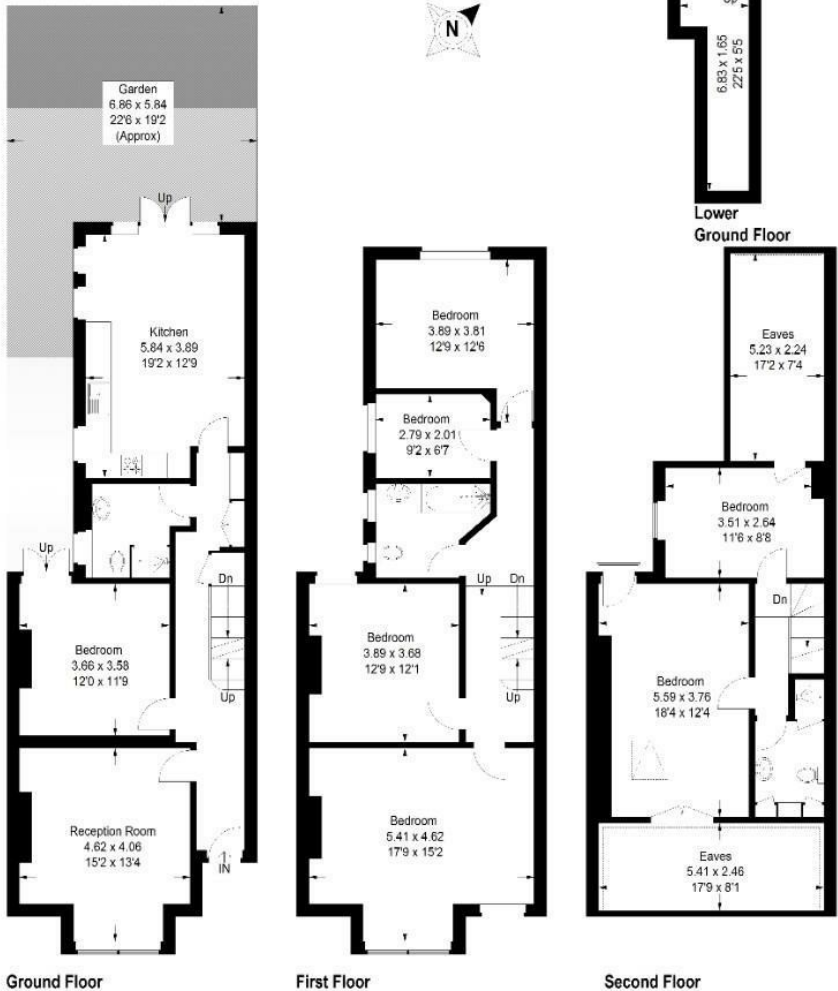 Garden
6.86 x 5.84
22'6 x 19'2
(Approx)
N
Up
6.83 x 1.65
22'5 x 5'5
Lower
Ground Floor
Up
Kitchen
5.84 x 3.89
19'2 x 12'9
Up
Dn
Bedroom
3.66 x 3.58
12'0 x 11'9
Up
Reception Room
4.62 x 4.06
15'2 x 13'4
IN
Ground Floor
Bedroom
3.89 x 3.81
12'9 x 12'6
Bedroom
2.79 x 2.01
9'2 x 6'7
Up
Dn
Bedroom
3.89 x 3.68
12'9 x 12'1
Up
Bedroom
5.41 x 4.62
17'9 x 15'2
First Floor
Eaves
5.23 x 2.24
17'2 x 7'4
Bedroom
3.51 x 2.64
11'6 x 8'8
Dn
Bedroom
5.59 x 3.76
18'4 x 12'4
Eaves
5.41 x 2.46
17'9 x 8'1
Second Floor